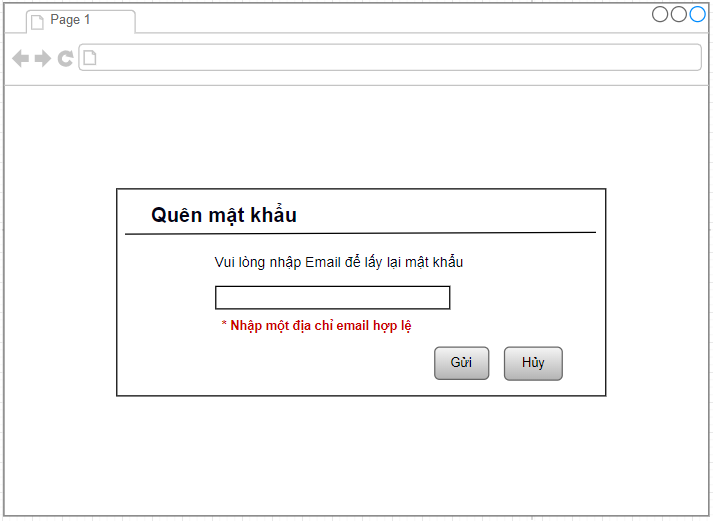 Page 1
Quên mật khẩu
Vui lòng nhập Email để lấy lại mật khẩu
* Nhập một địa chỉ email hợp lệ
Gửi Hủy